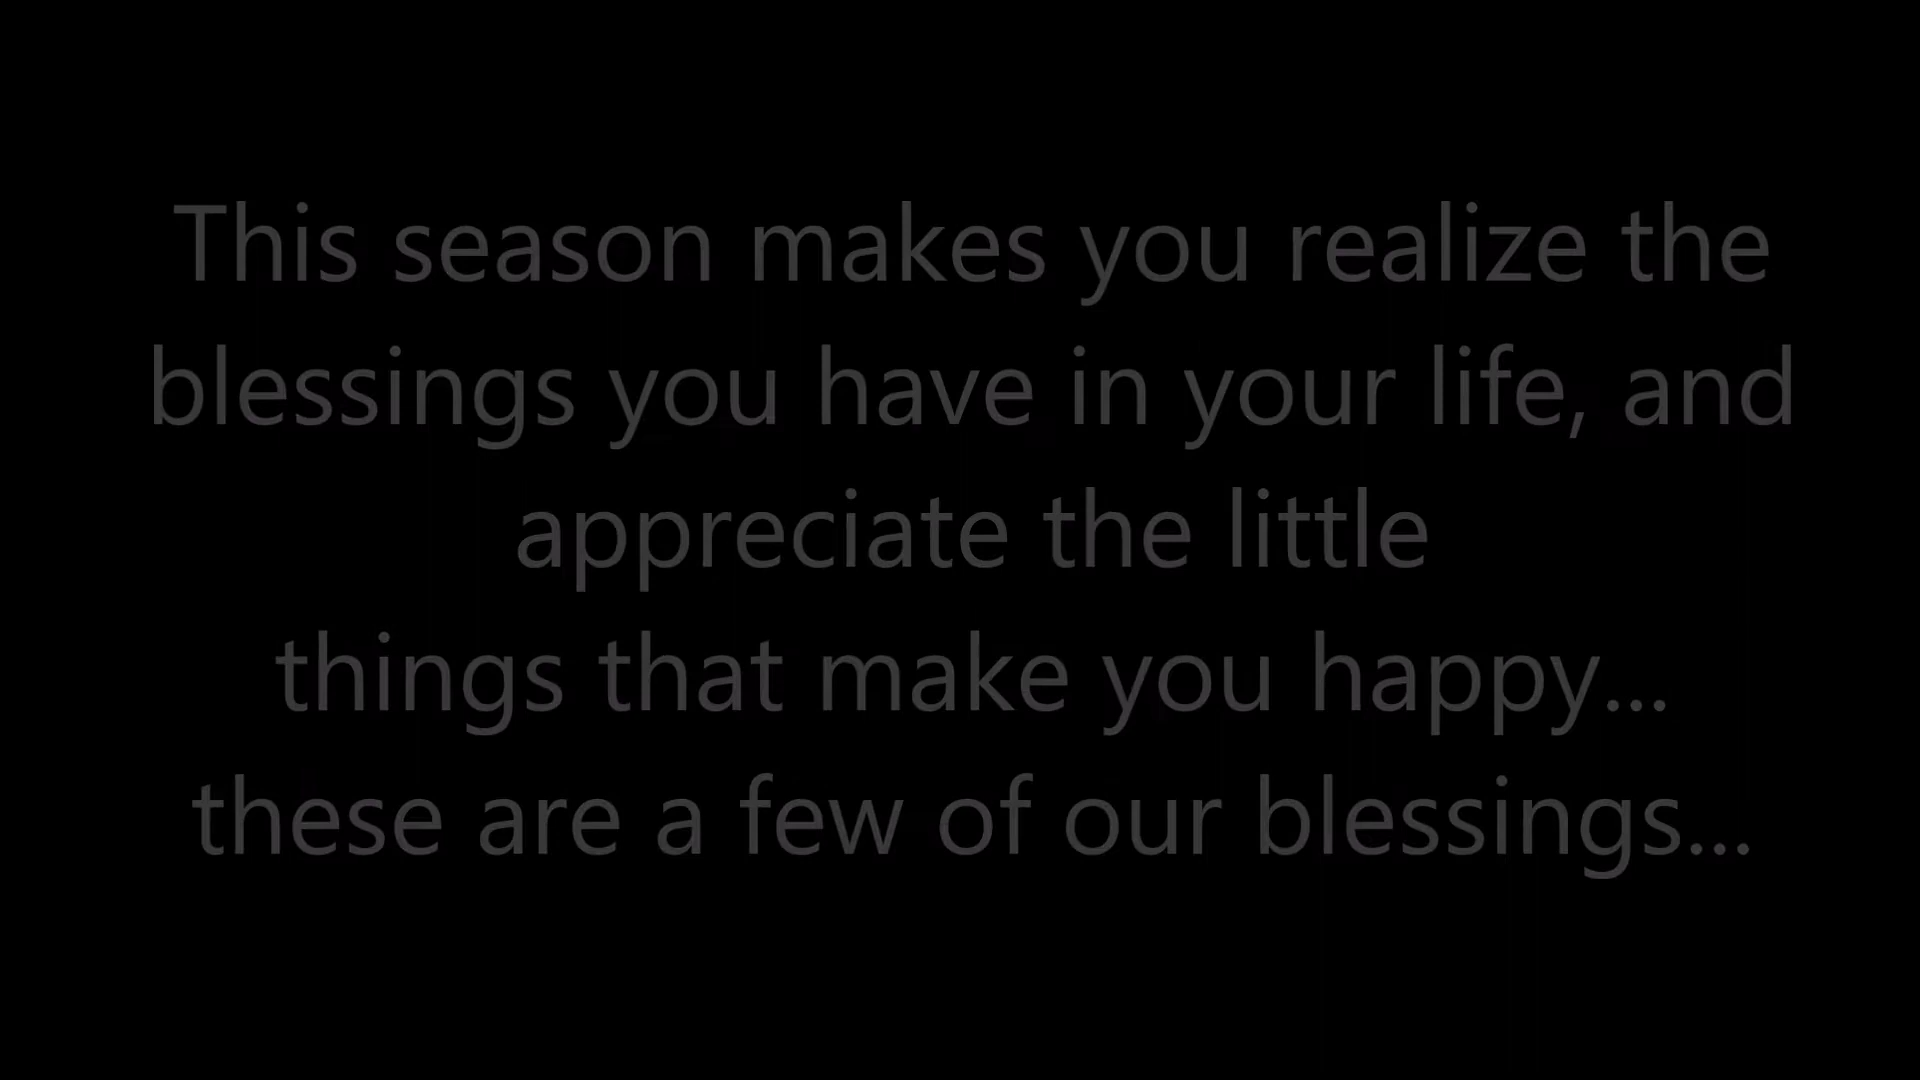 This season makes you realize the
blessings you have in your life, and
appreciate the little
things that make you happy...
these are a few of our blessings...